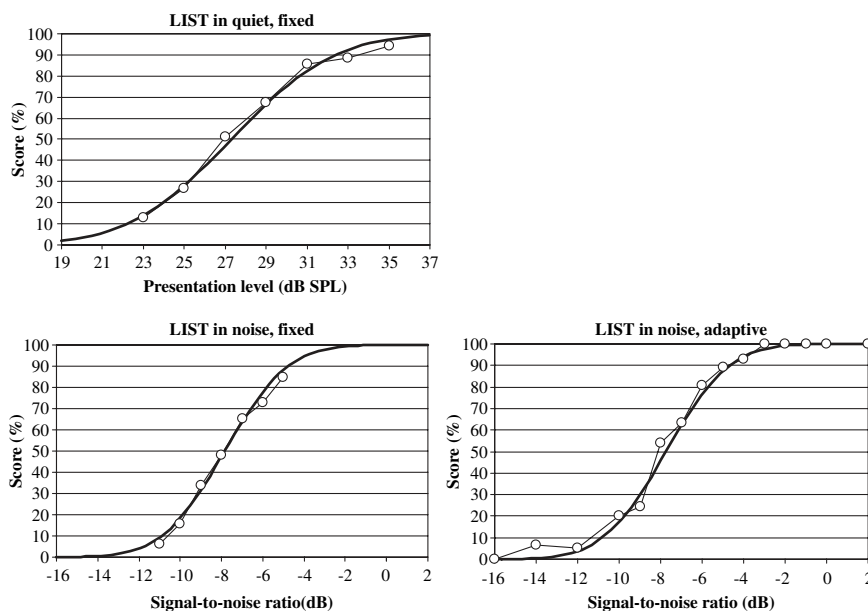 LIST in quiet, fixed
Score (%)
100
90
80
70
60
50
40
30
20
10
0
19 21 23 25 27 29 31 33 35 37
Presentation level (dB SPL)
LIST in noise, fixed
Score (%)
100
90
80
70
60
50
40
30
20
10
0
-16 -14 -12 -10 -8 -6 -4 -2 0 2
Signal-to-noise ratio(dB)
LIST in noise, adaptive
Score (%)
100
90
80
70
60
50
40
30
20
10
0
-16 -14 -12 -10 -8 -6 -4 -2 0 2
Signal-to-noise ratio (dB)